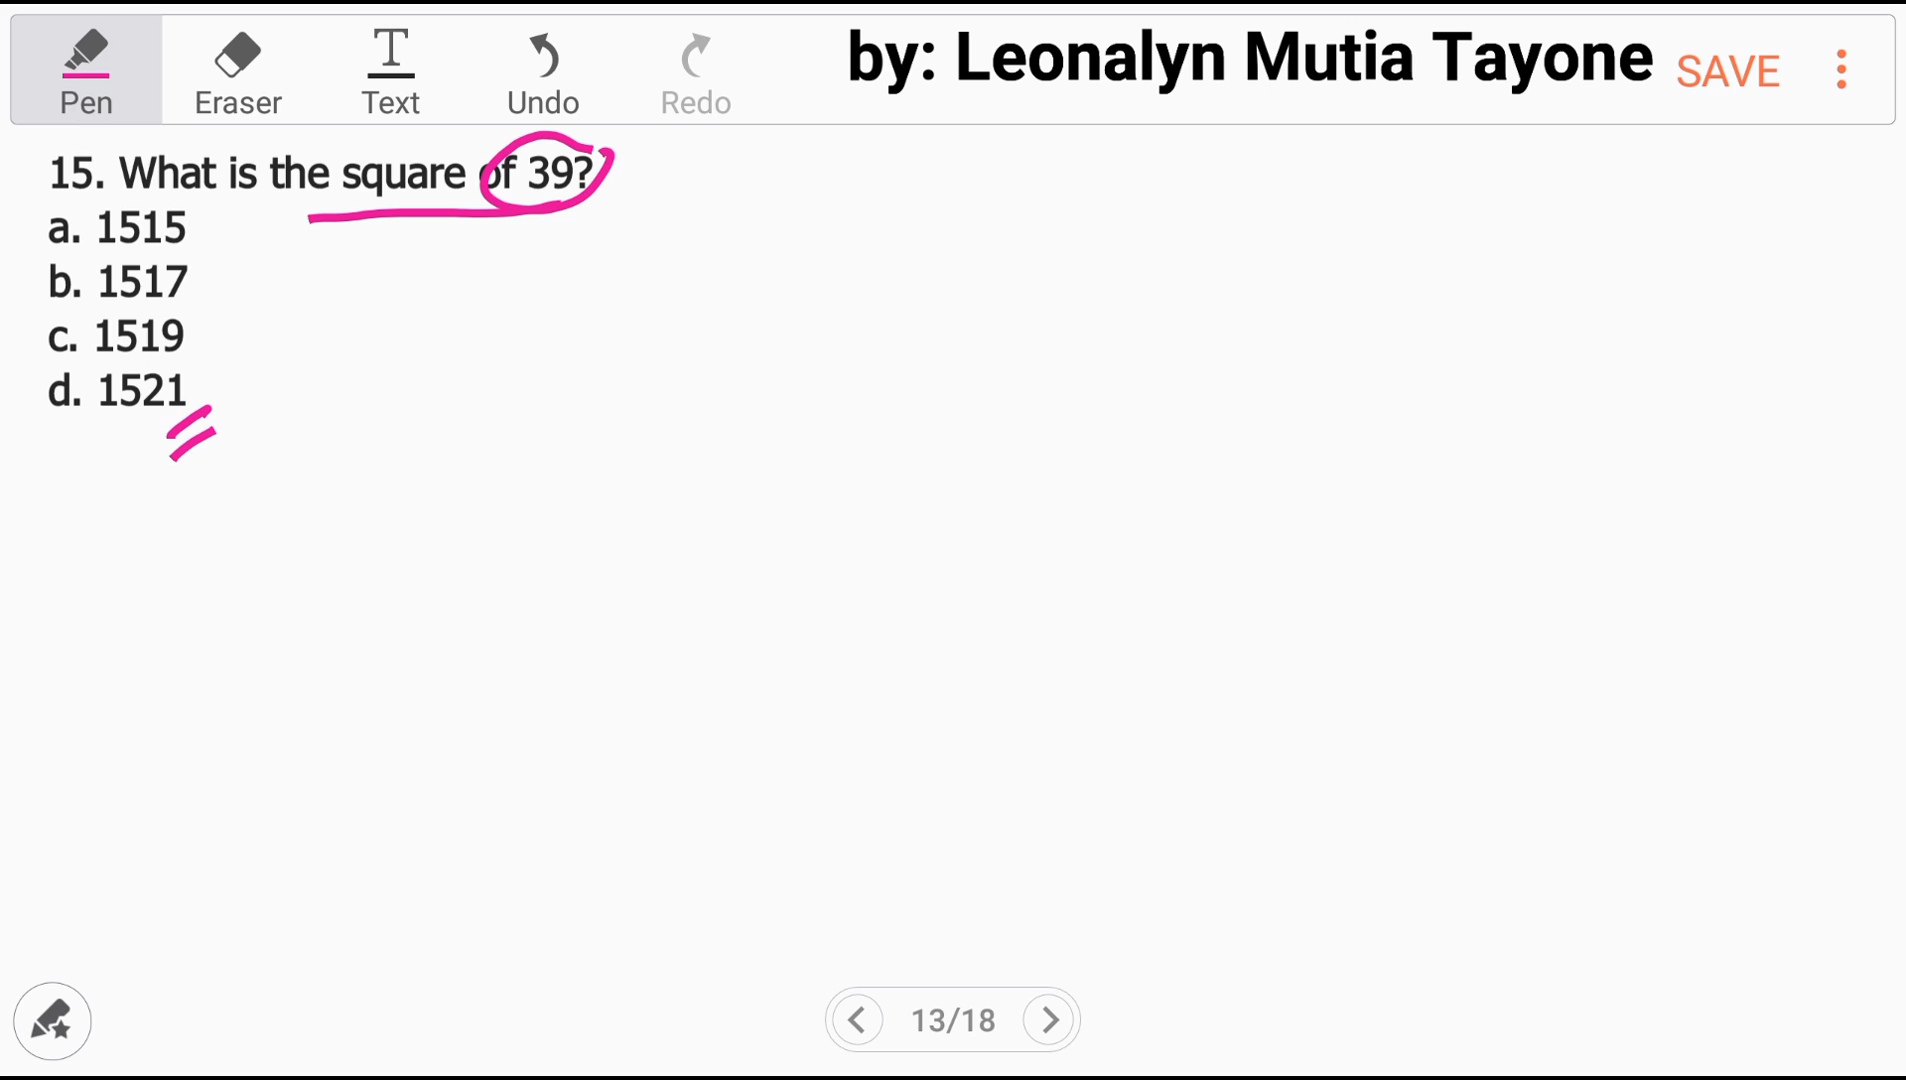 Pen Eraser Text Undo Redo by: Leonalyn Mutia Tayone SAVE
15. What is the square of 39?
a. 1515
b. 1517
c. 1519
d. 1521
13/18